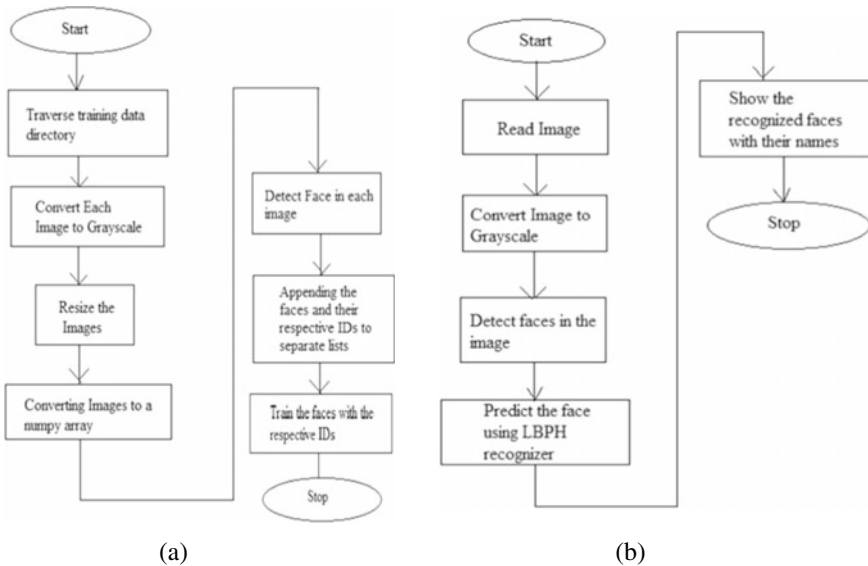 Start
Traverse training data
directory
Convert Each
Image to Grayscale
Resize the
Images
Converting Images to a
numpy array
Detect Face in each
image
Appending the
faces and their
respective IDs to
separate lists
Train the faces with the
respective IDs
Stop
(a)
Start
Read Image
Convert Image to
Grayscale
Detect faces in the
image
Predict the face
using LBPH
recognizer
Show the
recognized faces
with their names
Stop
(b)